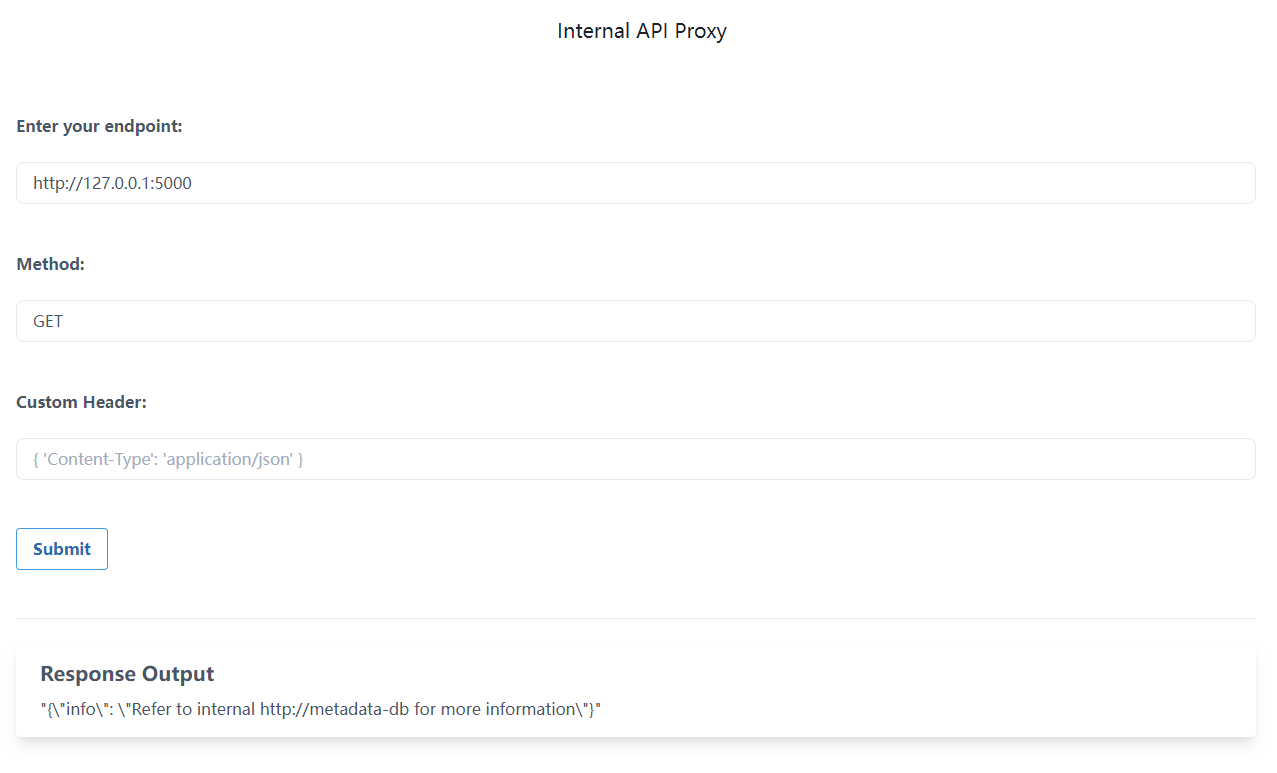 Internal API Proxy
Enter your endpoint:
http://127.0.0.1:5000
Method:
GET
Custom Header:
{ 'Content-Type': 'application/json' }
Submit
Response Output
"{\"info\": \"Refer to internal http://metadata-db for more information\"}"